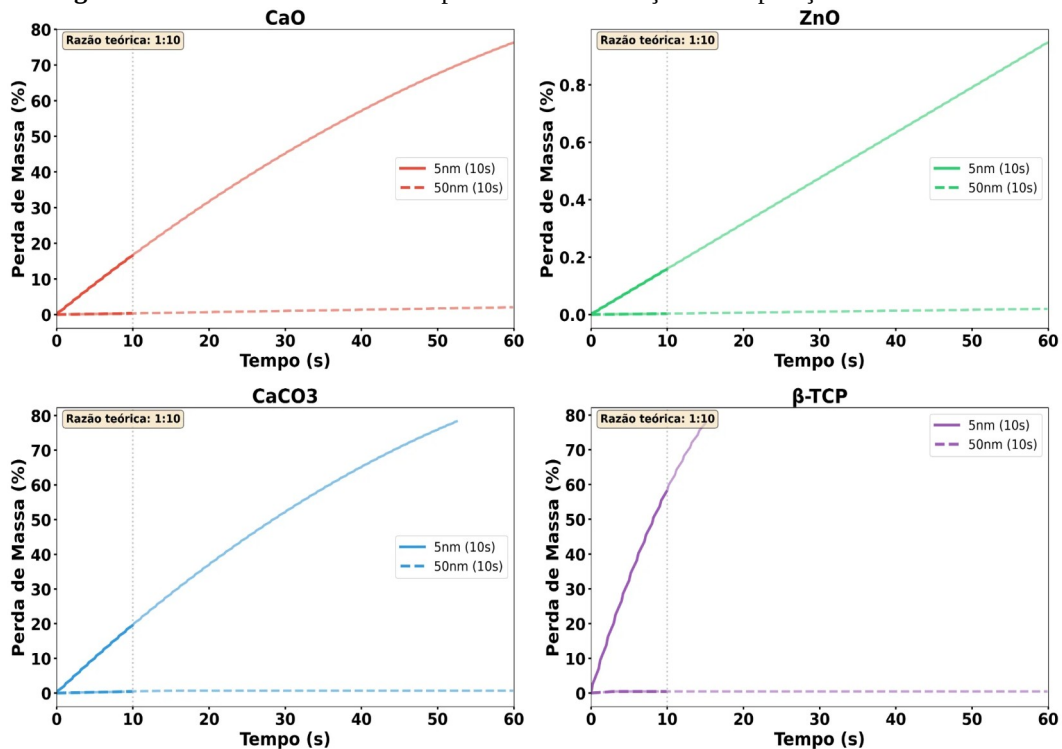 CaO
80
70
60
50
40
30
20
10
0
Perda de Massa (%)
Razão teórica: 1:10
5nm (10s)
50nm (10s)
0 10 20 30 40 50 60
Tempo (s)
ZnO
0.8
0.6
0.4
0.2
0.0
Perda de Massa (%)
Razão teórica: 1:10
5nm (10s)
50nm (10s)
0 10 20 30 40 50 60
Tempo (s)
CaCO3
80
70
60
50
40
30
20
10
0
Perda de Massa (%)
Razão teórica: 1:10
5nm (10s)
50nm (10s)
0 10 20 30 40 50 60
Tempo (s)
β-TCP
80
70
60
50
40
30
20
10
0
Perda de Massa (%)
Razão teórica: 1:10
5nm (10s)
50nm (10s)
0 10 20 30 40 50 60
Tempo (s)